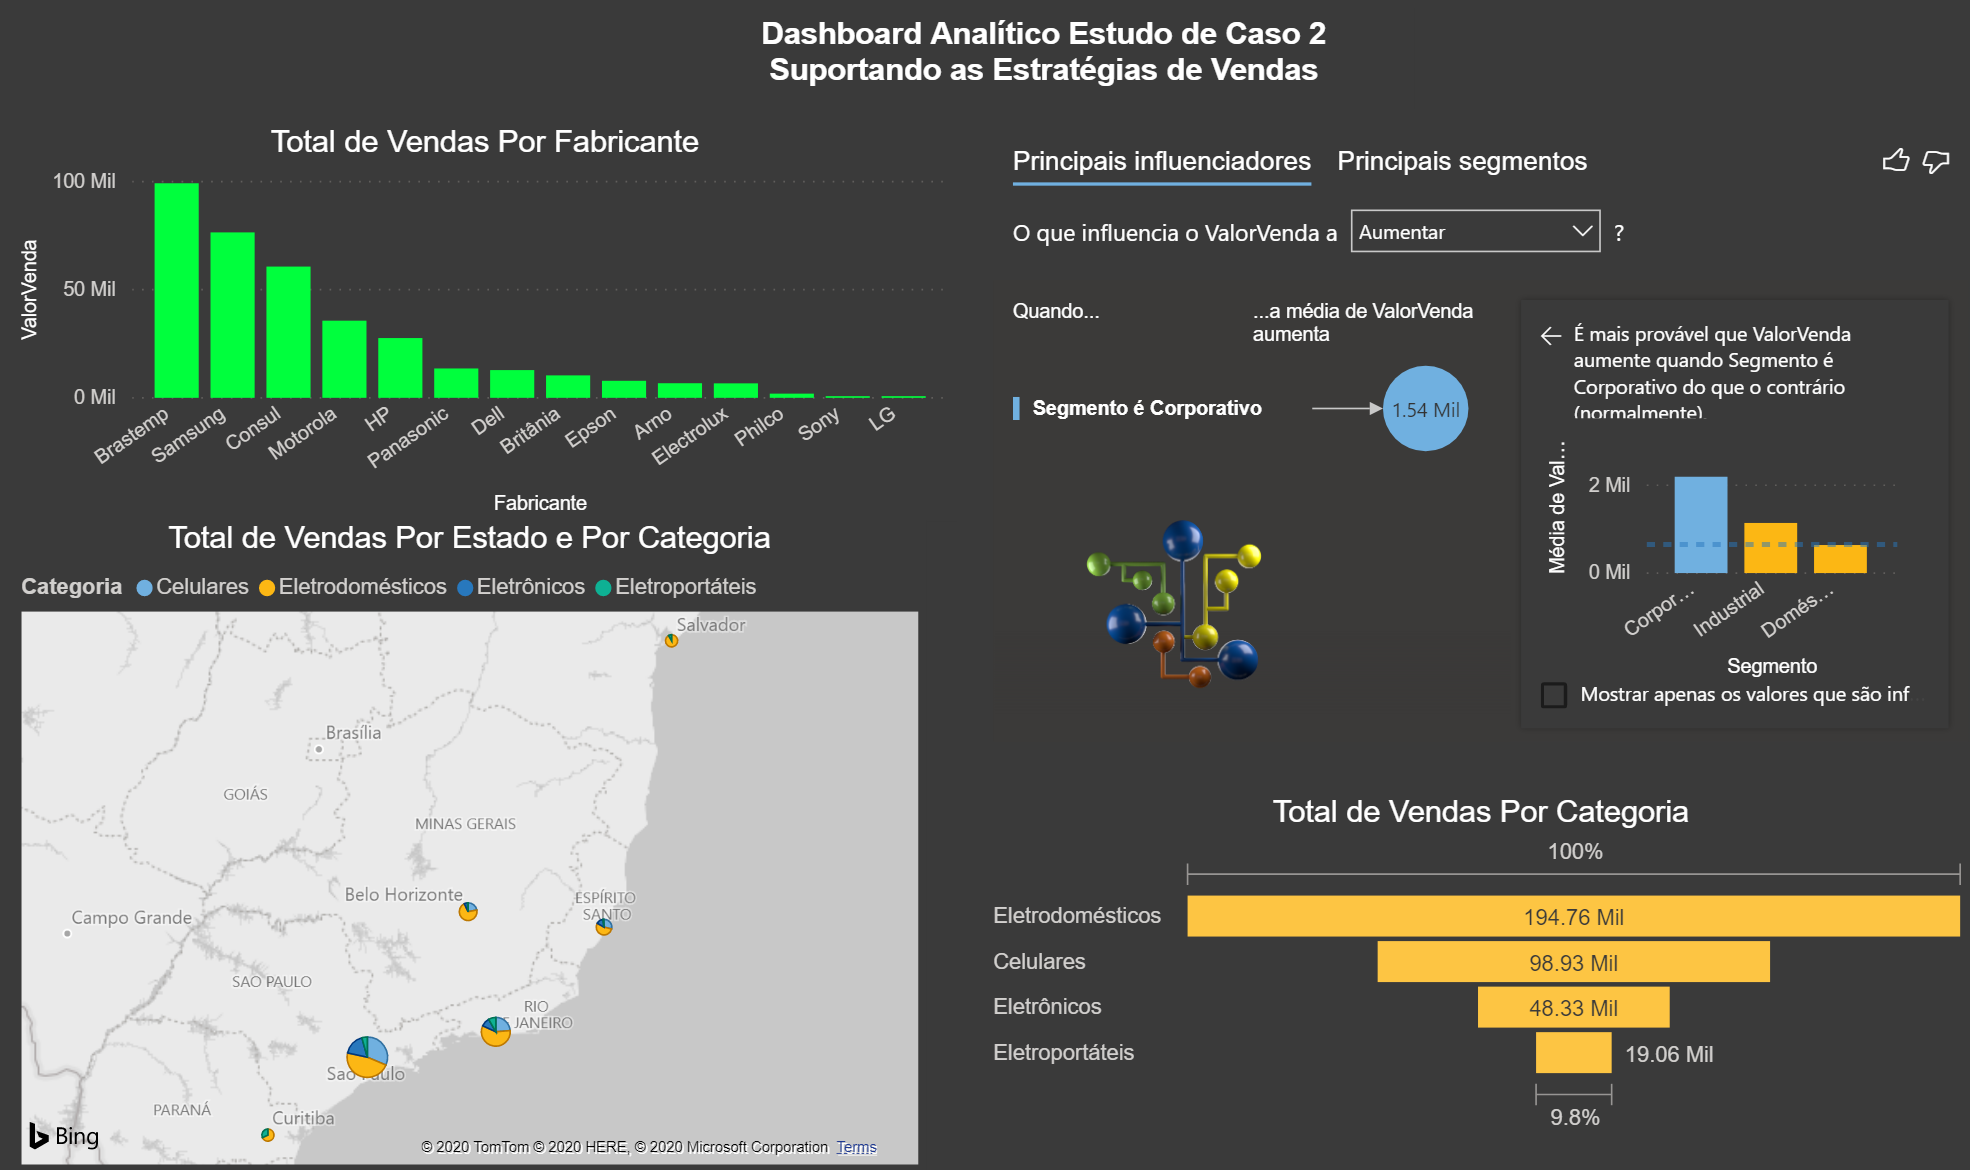 Dashboard Analítico Estudo de Caso 2
Suportando as Estratégias de Vendas
Total de Vendas Por Fabricante
100 Mil
50 Mil
0 Mil
ValorVenda
Brastemp
Samsung
Consul
Motorola
HP
Panasonic
Dell
Britânia
Epson
Arno
Electrolux
Philco
Sony
LG
Fabricante
Principais influenciadores
Principais segmentos
O que influencia o ValorVenda a
Aumentar
?
Quando...
...a média de ValorVenda
aumenta
Segmento é Corporativo
1.54 Mil
É mais provável que ValorVenda
aumente quando Segmento é
Corporativo do que o contrário
(normalmente).
Média de Val...
2 Mil
0 Mil
Corpor...
Industrial
Domés...
Segmento
Mostrar apenas os valores que são inf
Total de Vendas Por Estado e Por Categoria
Categoria
Celulares
Eletrodomésticos
Eletrônicos
Eletroportáteis
Salvador
Brasília
GOIÁS
MINAS GERAIS
Belo Horizonte
ESPÍRITO
SANTO
Campo Grande
SAO PAULO
RIO
JANEIRO
Curitiba
PARANÁ
Bing
© 2020 TomTom © 2020 HERE, © 2020 Microsoft Corporation Terms
Total de Vendas Por Categoria
100%
Eletrodomésticos
194.76 Mil
Celulares
98.93 Mil
Eletrônicos
48.33 Mil
Eletroportáteis
19.06 Mil
9.8%